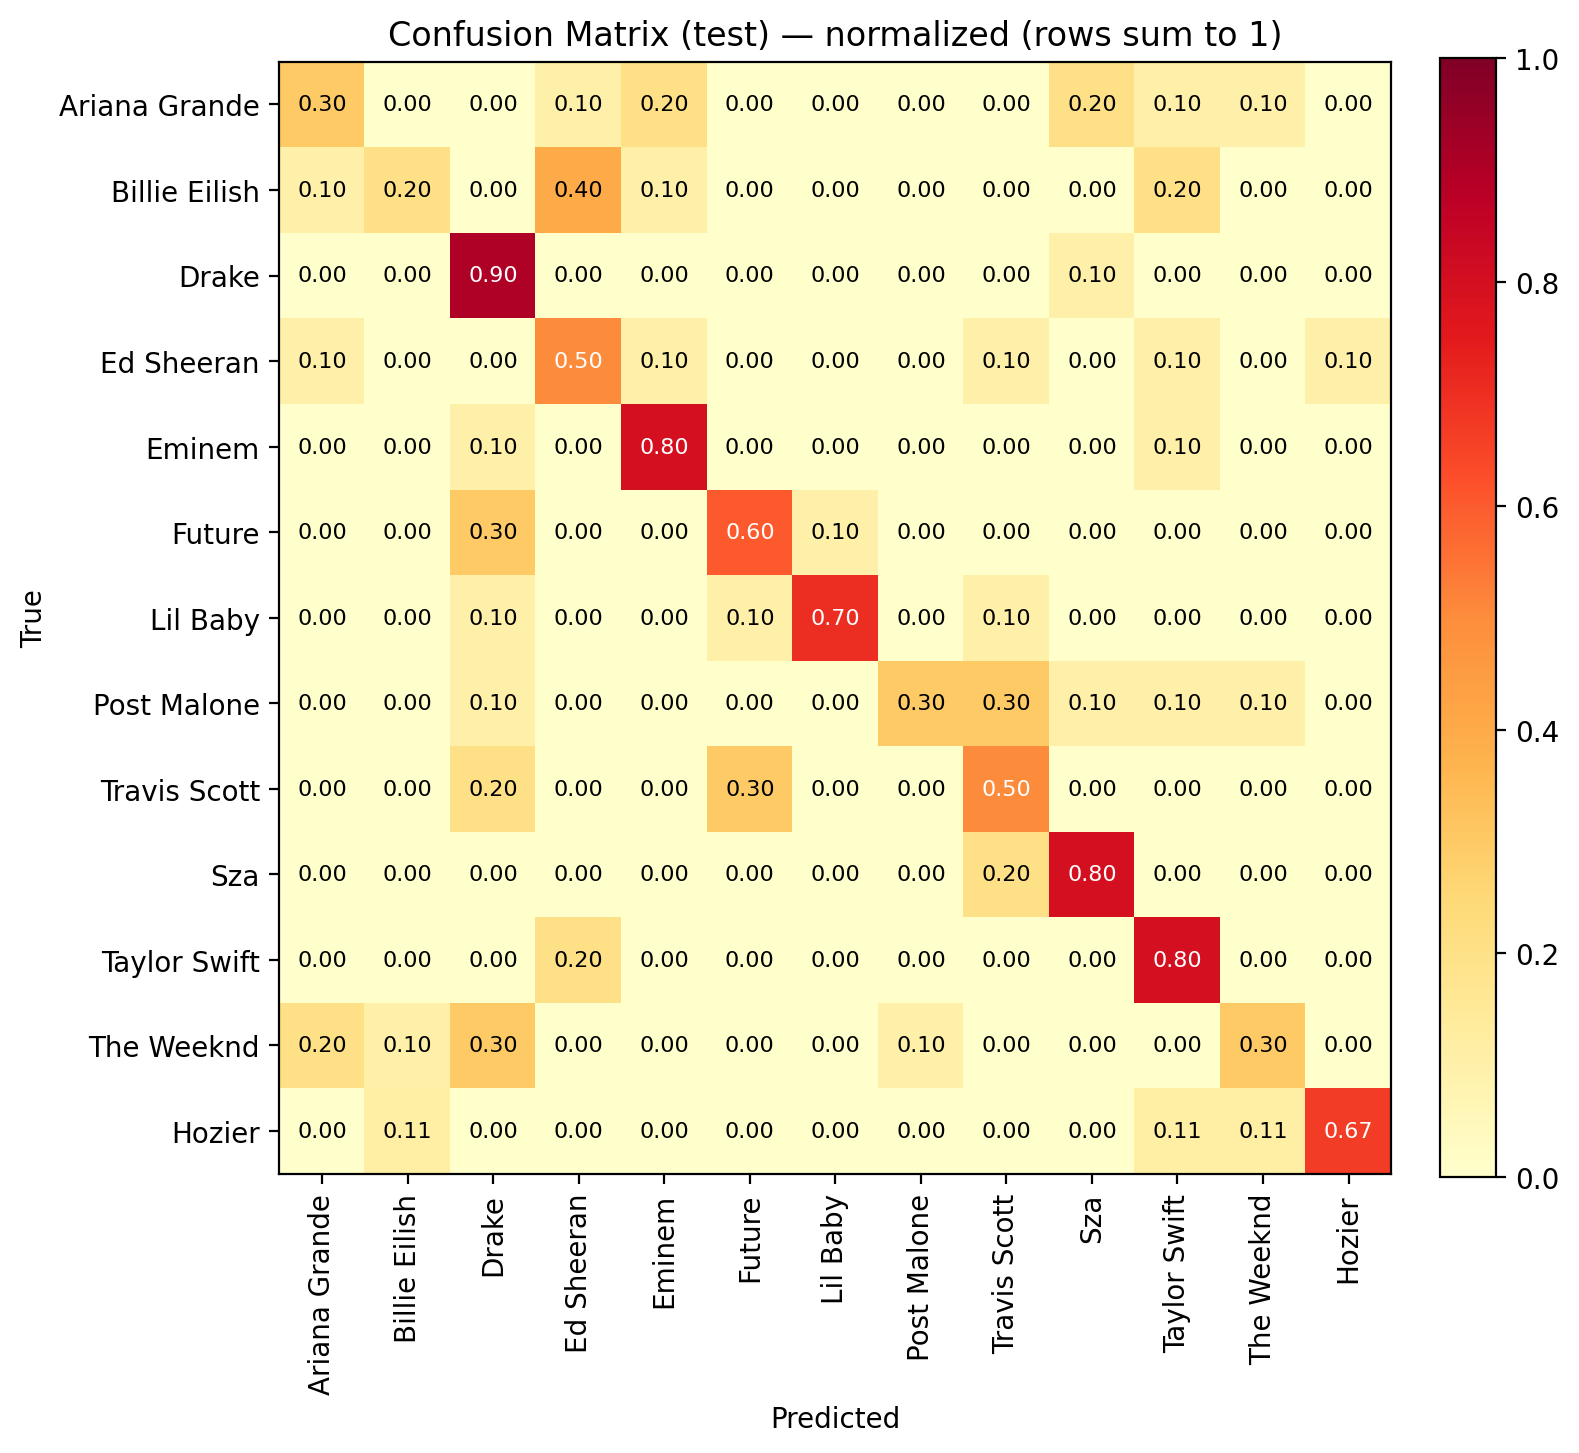 Confusion Matrix (test) — normalized (rows sum to 1)
Ariana Grande 0.30 0.00 0.00 0.10 0.20 0.00 0.00 0.00 0.00 0.20 0.10 0.10 0.00
Billie Eilish 0.10 0.20 0.00 0.40 0.10 0.00 0.00 0.00 0.00 0.00 0.20 0.00 0.00
Drake 0.00 0.00 0.90 0.00 0.00 0.00 0.00 0.00 0.00 0.10 0.00 0.00 0.00
Ed Sheeran 0.10 0.00 0.00 0.50 0.10 0.00 0.00 0.00 0.10 0.00 0.10 0.00 0.10
Eminem 0.00 0.00 0.10 0.00 0.80 0.00 0.00 0.00 0.00 0.00 0.10 0.00 0.00
Future 0.00 0.00 0.30 0.00 0.00 0.60 0.10 0.00 0.00 0.00 0.00 0.00 0.00
Lil Baby 0.00 0.00 0.10 0.00 0.00 0.10 0.70 0.00 0.10 0.00 0.00 0.00 0.00
Post Malone 0.00 0.00 0.10 0.00 0.00 0.00 0.00 0.30 0.30 0.10 0.10 0.10 0.00
Travis Scott 0.00 0.00 0.20 0.00 0.00 0.30 0.00 0.00 0.50 0.00 0.00 0.00 0.00
Sza 0.00 0.00 0.00 0.00 0.00 0.00 0.00 0.00 0.20 0.80 0.00 0.00 0.00
Taylor Swift 0.00 0.00 0.00 0.20 0.00 0.00 0.00 0.00 0.00 0.00 0.80 0.00 0.00
The Weeknd 0.20 0.10 0.30 0.00 0.00 0.00 0.00 0.10 0.00 0.00 0.00 0.30 0.00
Hozier 0.00 0.11 0.00 0.00 0.00 0.00 0.00 0.00 0.00 0.00 0.11 0.11 0.67
True
Ariana Grande
Billie Eilish
Drake
Ed Sheeran
Eminem
Future
Lil Baby
Post Malone
Travis Scott
Sza
Taylor Swift
The Weeknd
Hozier
Predicted
1.0
0.8
0.6
0.4
0.2
0.0